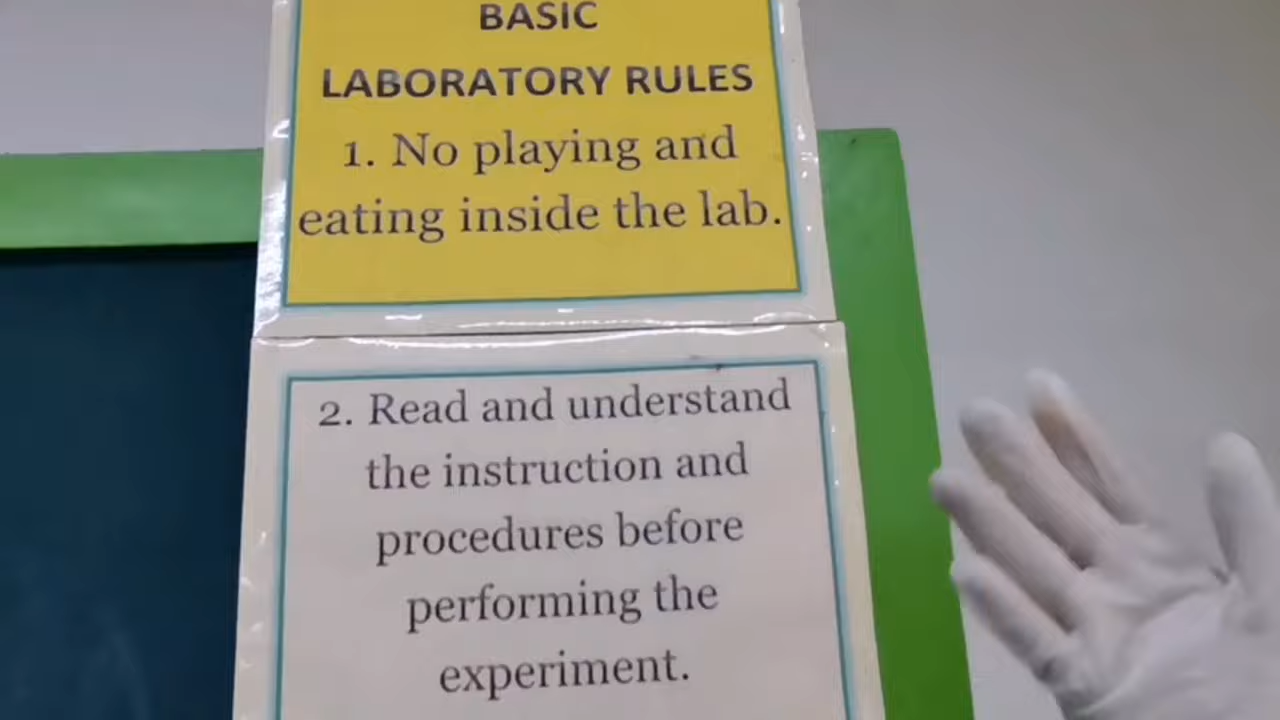 BASIC
LABORATORY RULES
1. No playing and
eating inside the lab.
2. Read and understand
the instruction and
procedures before
performing the
experiment.